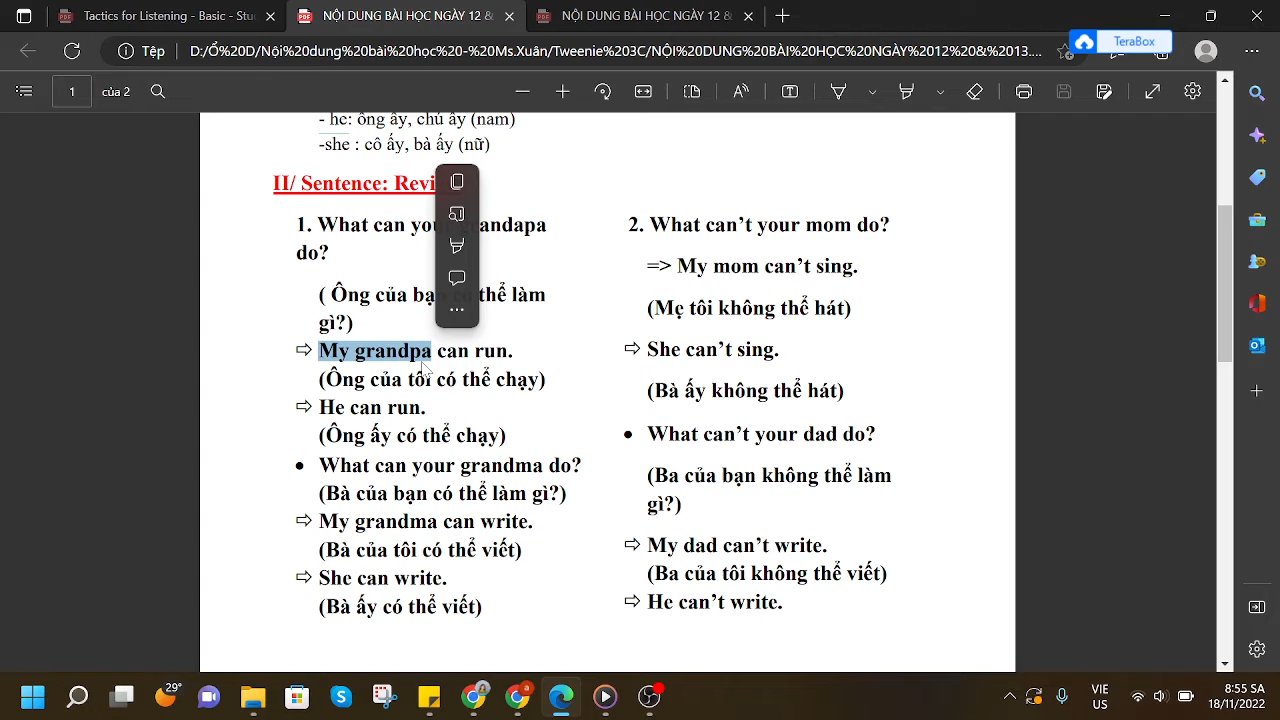 Tactics for Listening - Basic - Stu
NỘI DUNG BÀI HỌC NGÀY 12 &
NỘI DUNG BÀI HỌC NGÀY 12 &
Tệp
D:/Ổ%20D/Nội%20dung%20bài%20học%20-%20Ms.Xuân/Tweenie%203C/NỘI%20DUNG%20BÀI%20HỌC%20NGÀY%2012%20&%2013....
TeraBox
1
của 2
- he: ông ấy, chú ấy (nam)
-she : cô ấy, bà ấy (nữ)
II/ Sentence: Revi
1. What can your grandapa
do?
( Ông của bạn có thể làm
gì?)
⇨ My grandpa can run.
(Ông của tôi có thể chạy)
⇨ He can run.
(Ông ấy có thể chạy)
• What can your grandma do?
(Bà của bạn có thể làm gì?)
⇨ My grandma can write.
(Bà của tôi có thể viết)
⇨ She can write.
(Bà ấy có thể viết)
2. What can’t your mom do?
=> My mom can’t sing.
(Mẹ tôi không thể hát)
⇨ She can’t sing.
(Bà ấy không thể hát)
• What can’t your dad do?
(Ba của bạn không thể làm
gì?)
⇨ My dad can’t write.
(Ba của tôi không thể viết)
⇨ He can’t write.
29°
VIE
US
8:55 SA
18/11/2022